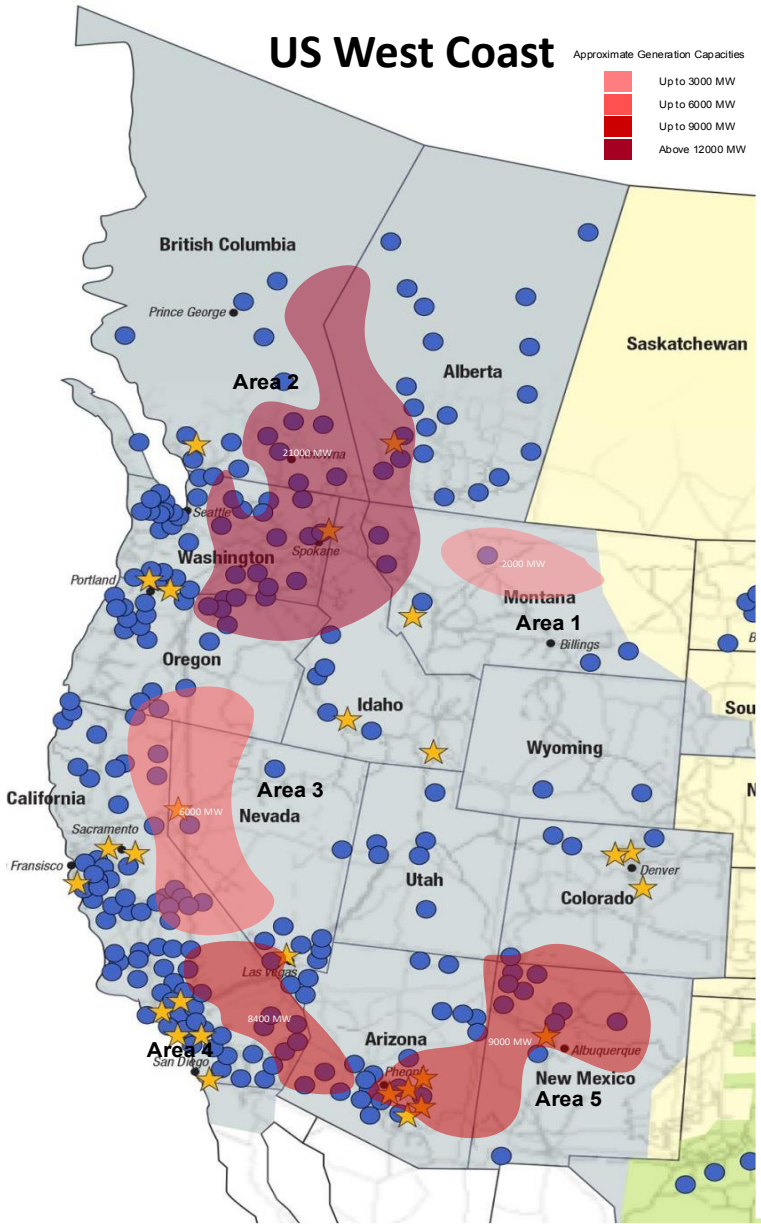 US West Coast
Approximate Generation Capacities
Up to 3000 MW
Up to 6000 MW
Up to 9000 MW
Above 12000 MW
British Columbia
Prince George
Saskatchewan
Alberta
Area 2
21000 MW
Seattle
Washington
Spokane
2000 MW
Portland
Montana
Area 1
Billings
Oregon
Idaho
Sou
Wyoming
California
Area 3
6000 MW
Nevada
N
Sacramento
Fransisco
Utah
Denver
Colorado
Las Vegas
8400 MW
Arizona
9000 MW
Albuquerque
Area 4
San Diego
New Mexico
Area 5